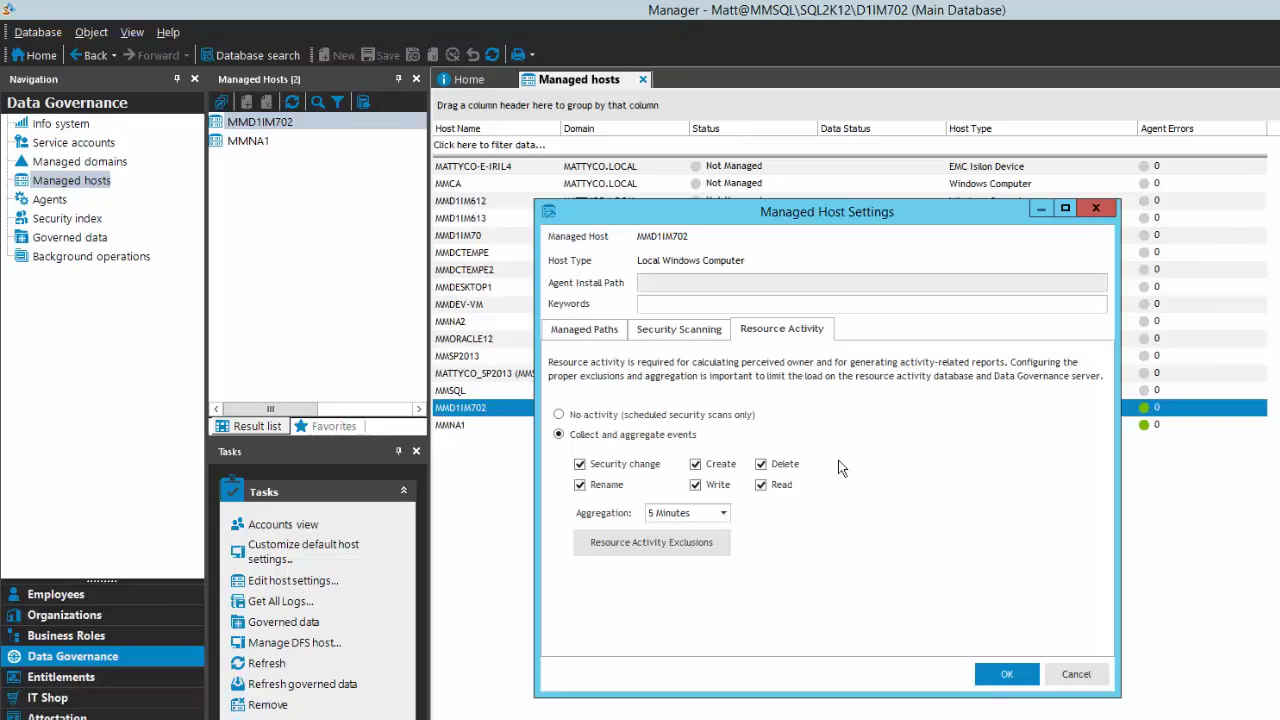 Manager - Matt@MMSQL\SQL2K12\D1IM702 (Main Database)
Database Object View Help
Home Back Forward Database search New Save
Navigation
Data Governance
Info system
Service accounts
Managed domains
Managed hosts
Agents
Security index
Governed data
Background operations
Employees
Organizations
Business Roles
Data Governance
Entitlements
IT Shop
Attestation
Managed Hosts [2]
MMD1IM702
MMNA1
Result list Favorites
Tasks
Tasks
Accounts view
Customize default host
settings...
Edit host settings...
Get All Logs...
Governed data
Manage DFS host...
Refresh
Refresh governed data
Remove
Home Managed hosts
Drag a column header here to group by that column
Host Name Domain Status Data Status Host Type Agent Errors
Click here to filter data...
MATTYCO-E-IRIL4 MATTYCO.LOCAL Not Managed EMC Isilon Device 0
MMCA MATTYCO.LOCAL Not Managed Windows Computer 0
MMD1IM612 0
MMD1IM613 0
MMD1IM70 0
MMDCTEMPE 0
MMDCTEMPE2 0
MMDESKTOP1 0
MMDEV-VM 0
MMNA2 0
MMORACLE12 0
MMSP2013 0
MATTYCO_SP2013 (MMS 0
MMSQL 0
MMD1IM702 0
MMNA1 0
Managed Host Settings
Managed Host MMD1IM702
Host Type Local Windows Computer
Agent Install Path
Keywords
Managed Paths Security Scanning Resource Activity
Resource activity is required for calculating perceived owner and for generating activity-related reports. Configuring the
proper exclusions and aggregation is important to limit the load on the resource activity database and Data Governance server.
No activity (scheduled security scans only)
Collect and aggregate events
Security change Create Delete
Rename Write Read
Aggregation: 5 Minutes
Resource Activity Exclusions
OK Cancel